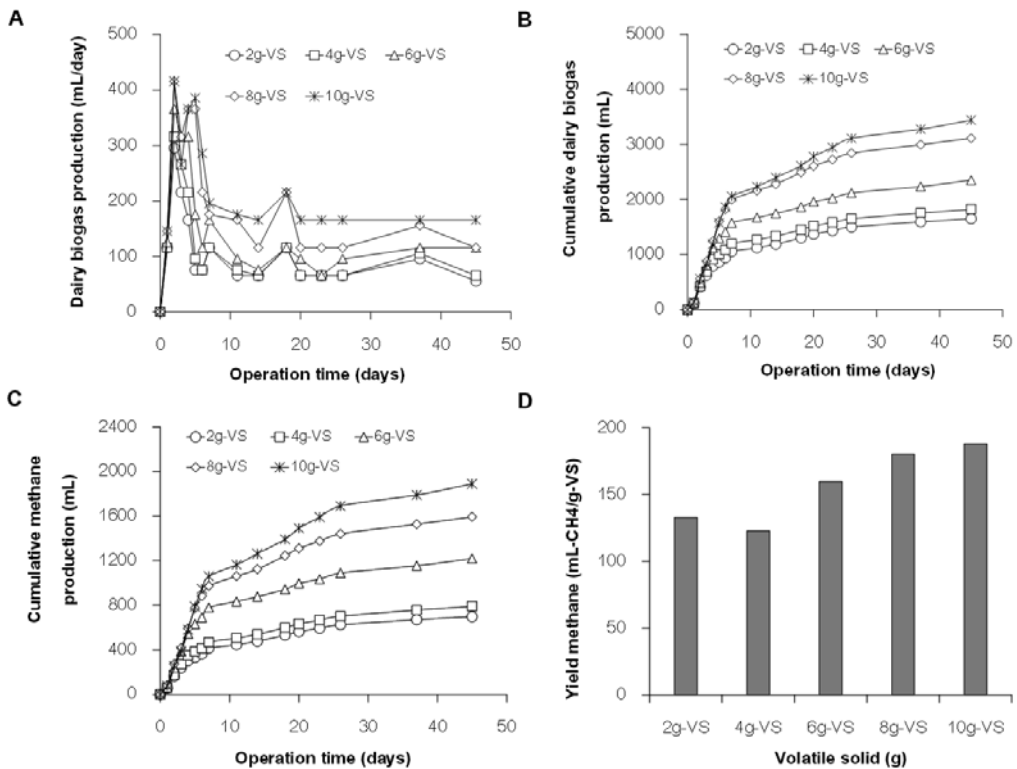 A
Dairy biogas production (mL/day)
500
400
300
200
100
0
2g-VS 4g-VS 6g-VS
8g-VS 10g-VS
0 10 20 30 40 50
Operation time (days)
B
Cumulative dairy biogas
production (mL)
5000
4000
3000
2000
1000
0
2g-VS 4g-VS 6g-VS
8g-VS 10g-VS
0 10 20 30 40 50
Operation time (days)
C
Cumulative methane
production (mL)
2400
2000
1600
1200
800
400
0
2g-VS 4g-VS 6g-VS
8g-VS 10g-VS
0 10 20 30 40 50
Operation time (days)
D
Yield methane (mL-CH4/g-VS)
200
150
100
50
0
2g-VS 4g-VS 6g-VS 8g-VS 10g-VS
Volatile solid (g)